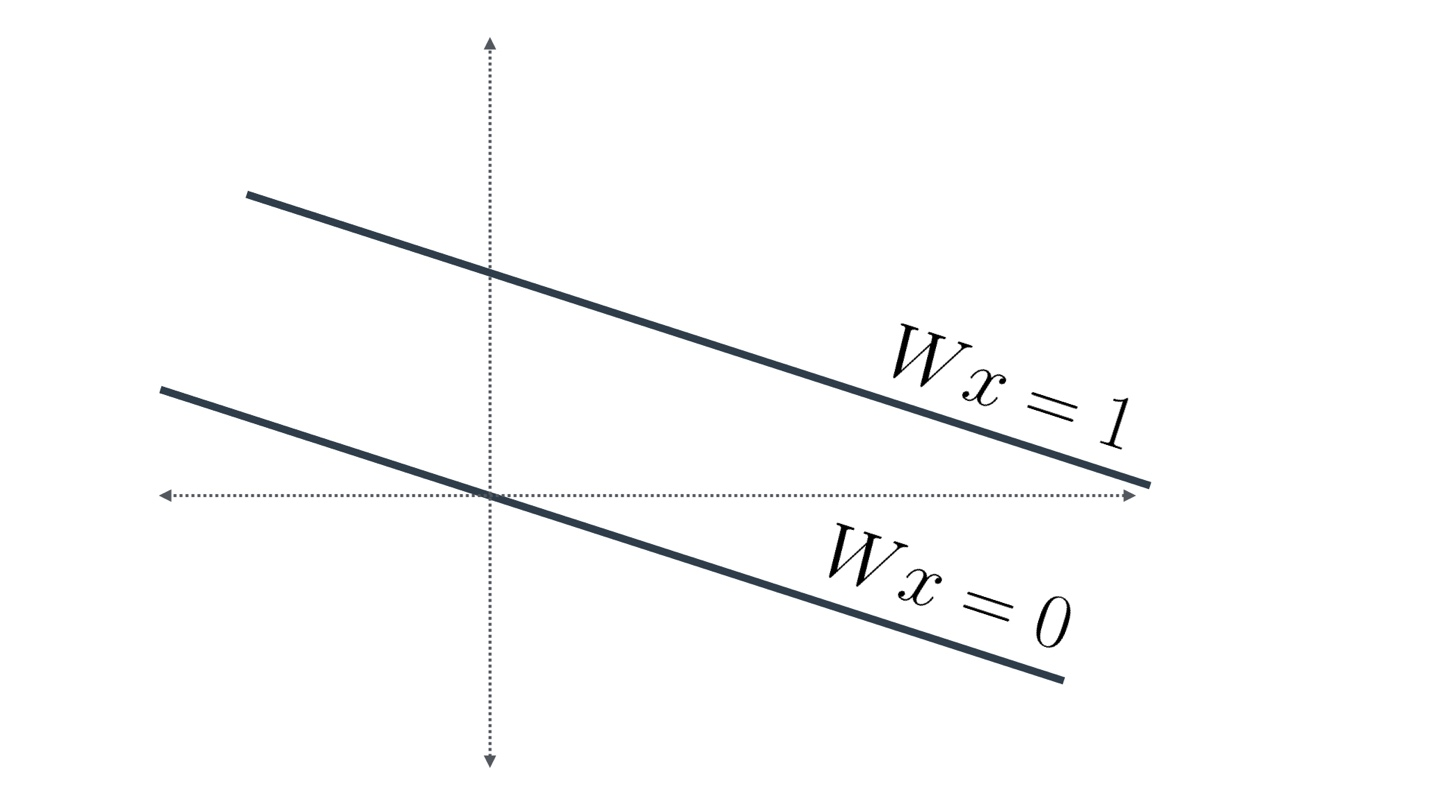 Wx = 1
Wx = 0